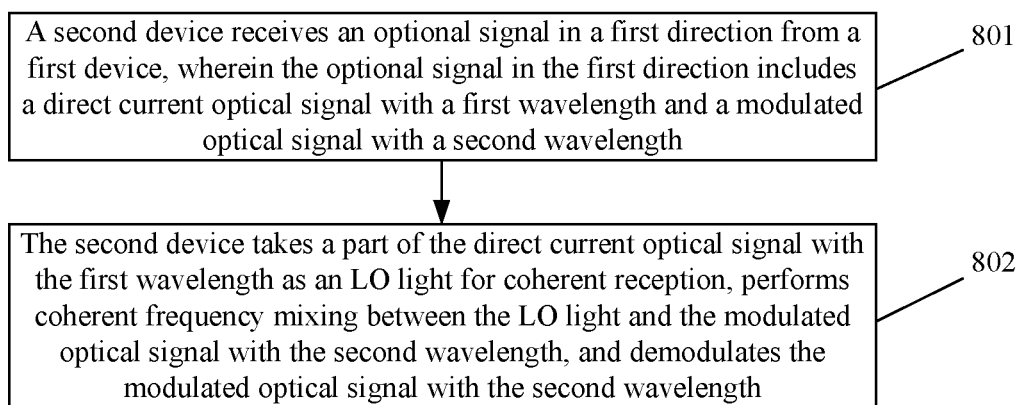 A second device receives an optional signal in a first direction from a
first device, wherein the optional signal in the first direction includes
a direct current optical signal with a first wavelength and a modulated
optical signal with a second wavelength
801
The second device takes a part of the direct current optical signal with
the first wavelength as an LO light for coherent reception, performs
coherent frequency mixing between the LO light and the modulated
optical signal with the second wavelength, and demodulates the
modulated optical signal with the second wavelength
802